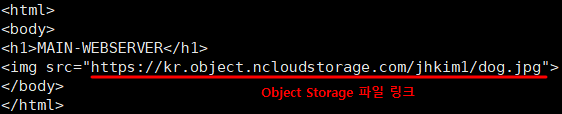 <html>
<body>
<h1>MAIN-WEBSERVER</h1>
<img src="https://kr.object.ncloudstorage.com/jhkim1/dog.jpg">
</body>
Object Storage 파일 링크
</html>